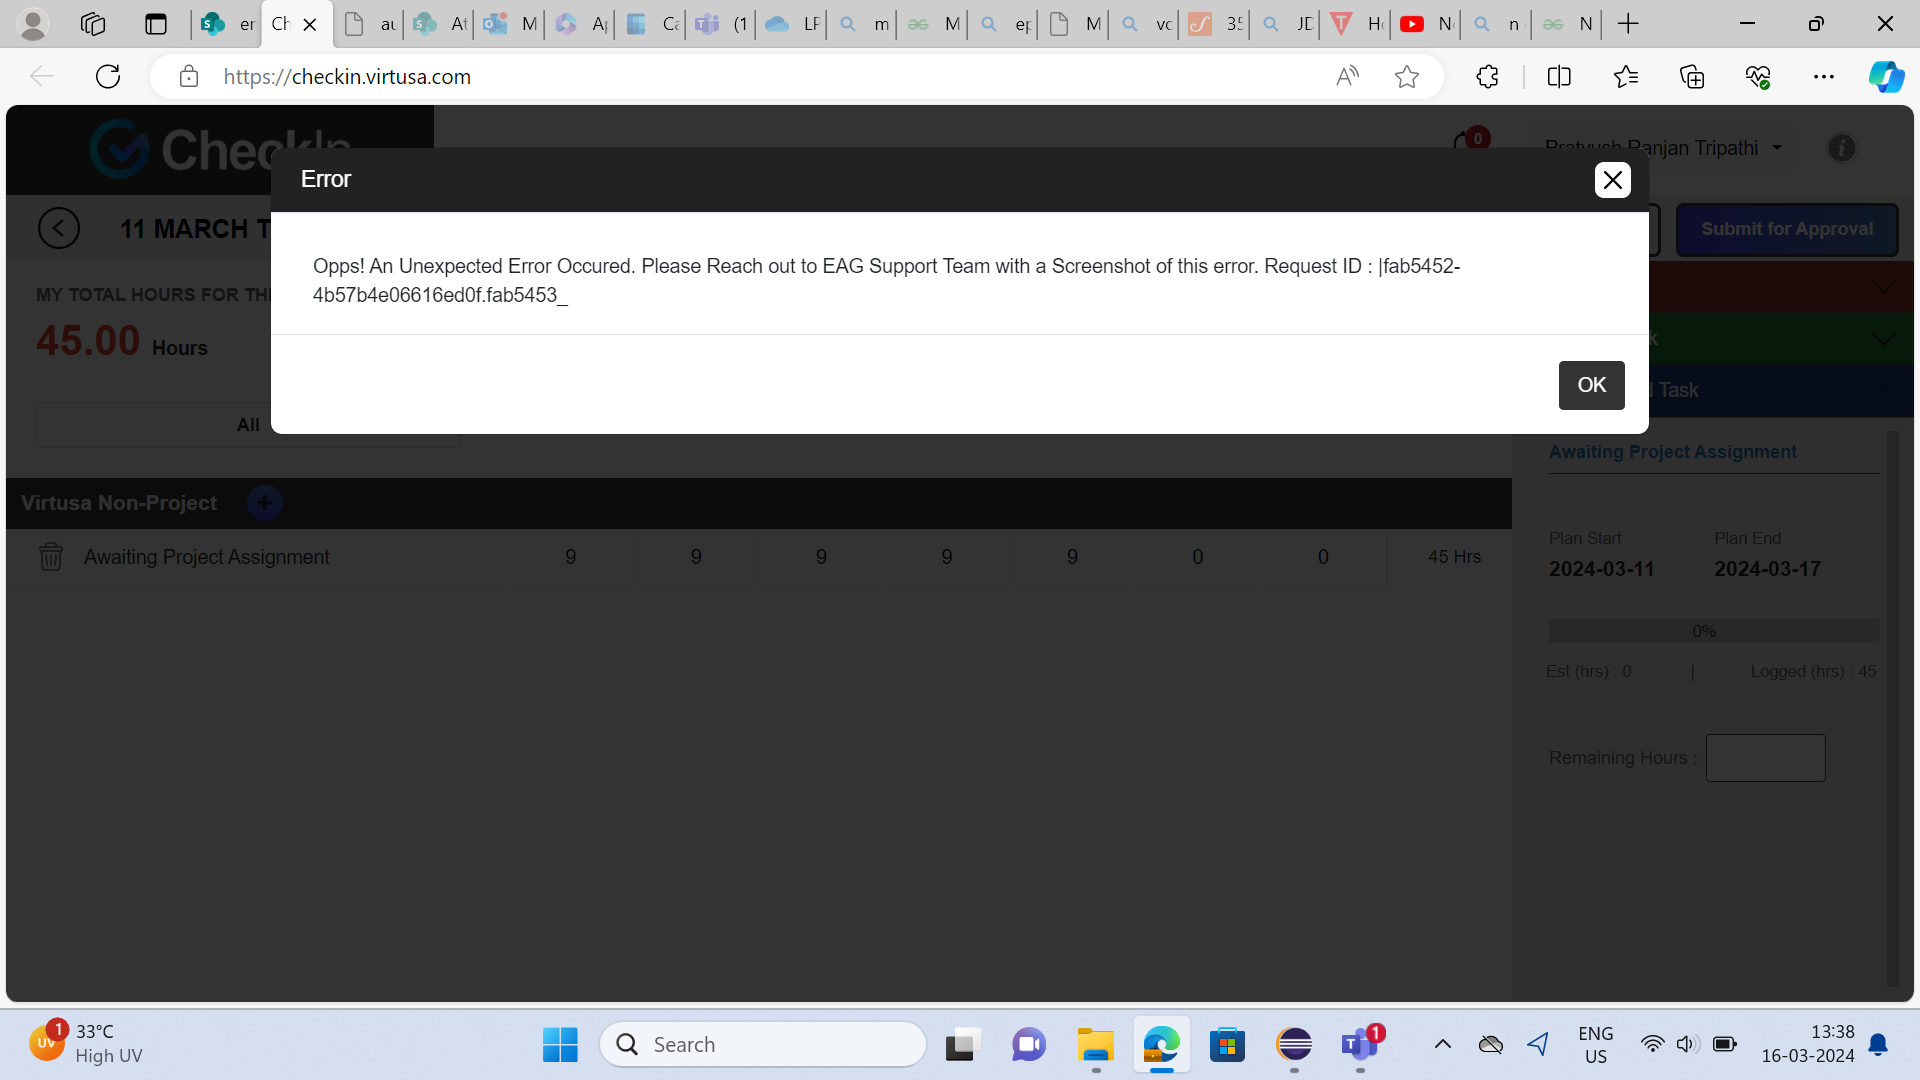 er
Ch
au
At
M
Ap
Ca
(1
LP
m
M
ep
M
vc
35
JD
Ho
N
n
N
https://checkin.virtusa.com
CheckIn
0
Pratyush Ranjan Tripathi
Error
11 MARCH T
Submit for Approval
Opps! An Unexpected Error Occured. Please Reach out to EAG Support Team with a Screenshot of this error. Request ID : |fab5452-
4b57b4e06616ed0f.fab5453_
MY TOTAL HOURS FOR THE
45.00 Hours
k
OK
d Task
All
Awaiting Project Assignment
Virtusa Non-Project
Awaiting Project Assignment 9 9 9 9 9 0 0 45 Hrs
Plan Start Plan End
2024-03-11 2024-03-17
0%
Est (hrs) : 0 | Logged (hrs) : 45
Remaining Hours :
1
UV
33°C
High UV
Search
1
ENG
US
13:38
16-03-2024